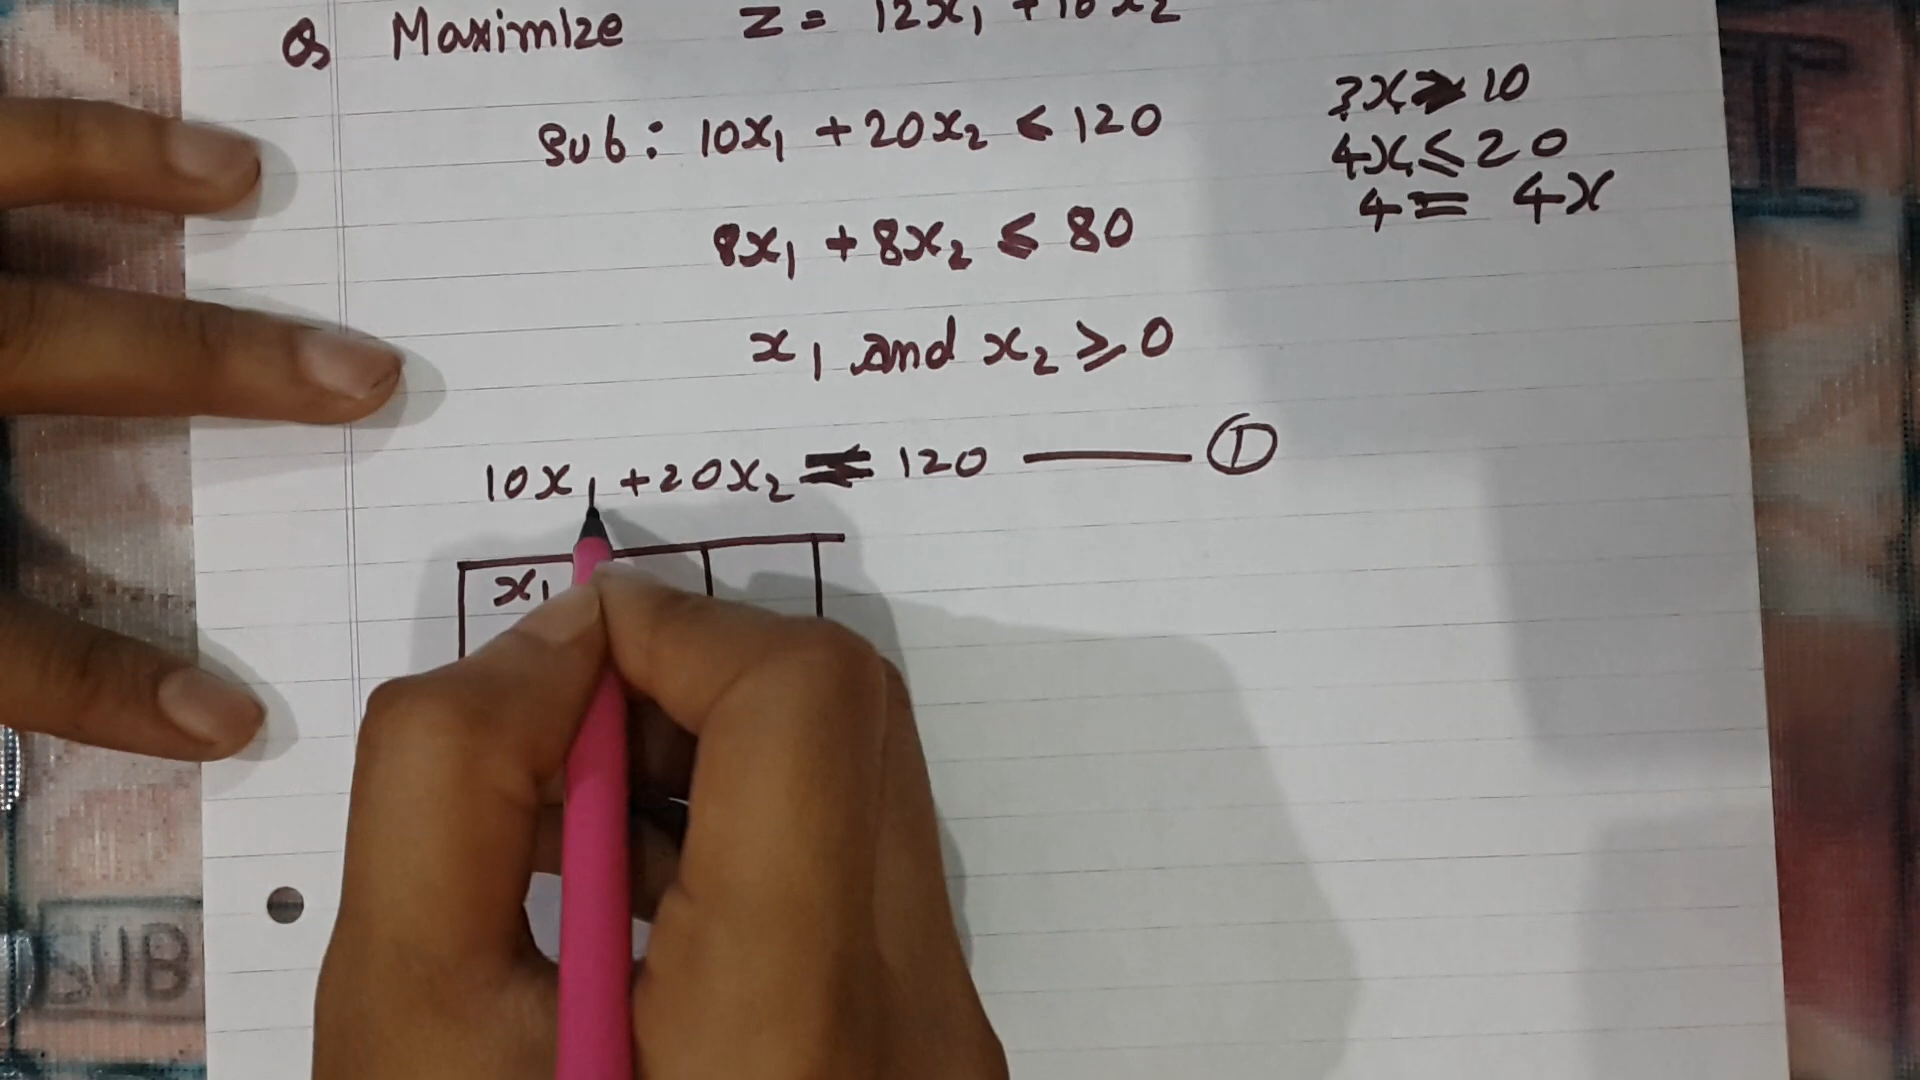 Q Maximize Z = 12x₁ + 16x₂
Sub: 10x₁ + 20x₂ ≤ 120
8x₁ + 8x₂ ≤ 80
x₁ and x₂ ≥ 0
10x₁ + 20x₂ = 120 —— ①
x₁
4x ≤ 20
4 = 4x
SUB